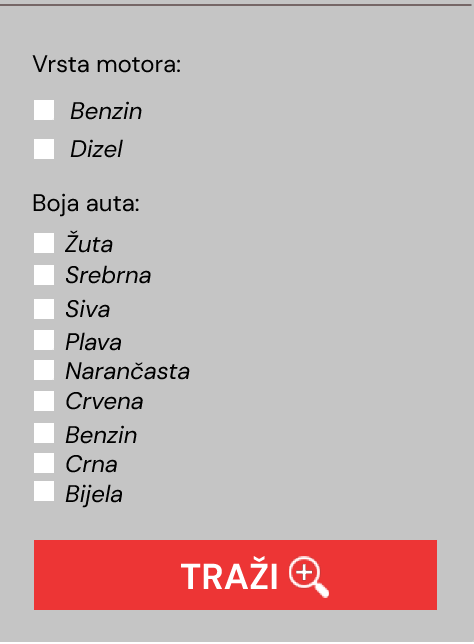 Vrsta motora:
Benzin
Dizel
Boja auta:
Žuta
Srebrna
Siva
Plava
Narančasta
Crvena
Benzin
Crna
Bijela
TRAŽI